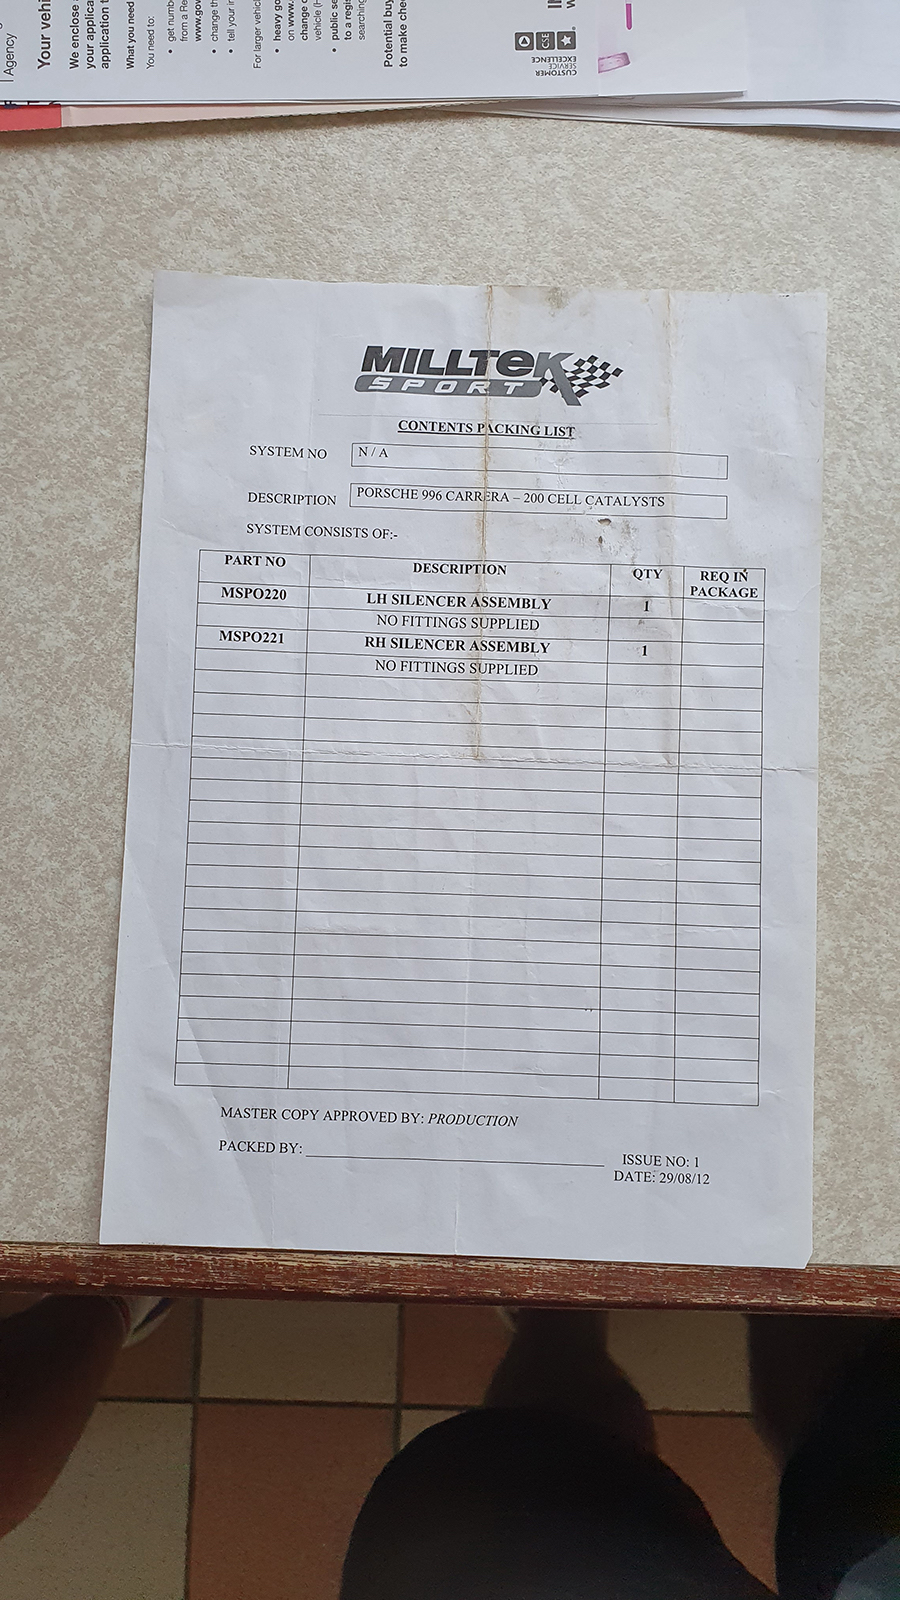 Agency
Your vehi
We enclose a
your applica
application t
What you need
You need to:
• get numb
from a Re
www.gov
• change th
• tell your in
For larger vehicl
• heavy go
on www.
change o
vehicle (H
• public se
to a regis
searching
Potential buy
to make che
CUSTOMER
SERVICE
EXCELLENCE
CSE
MILLTEK
SPORT
CONTENTS PACKING LIST
SYSTEM NO N / A
DESCRIPTION PORSCHE 996 CARRERA – 200 CELL CATALYSTS
SYSTEM CONSISTS OF:-
PART NO DESCRIPTION QTY REQ IN PACKAGE
MSPO220 LH SILENCER ASSEMBLY 1
NO FITTINGS SUPPLIED
MSPO221 RH SILENCER ASSEMBLY 1
NO FITTINGS SUPPLIED
MASTER COPY APPROVED BY: PRODUCTION
PACKED BY:
ISSUE NO: 1
DATE: 29/08/12